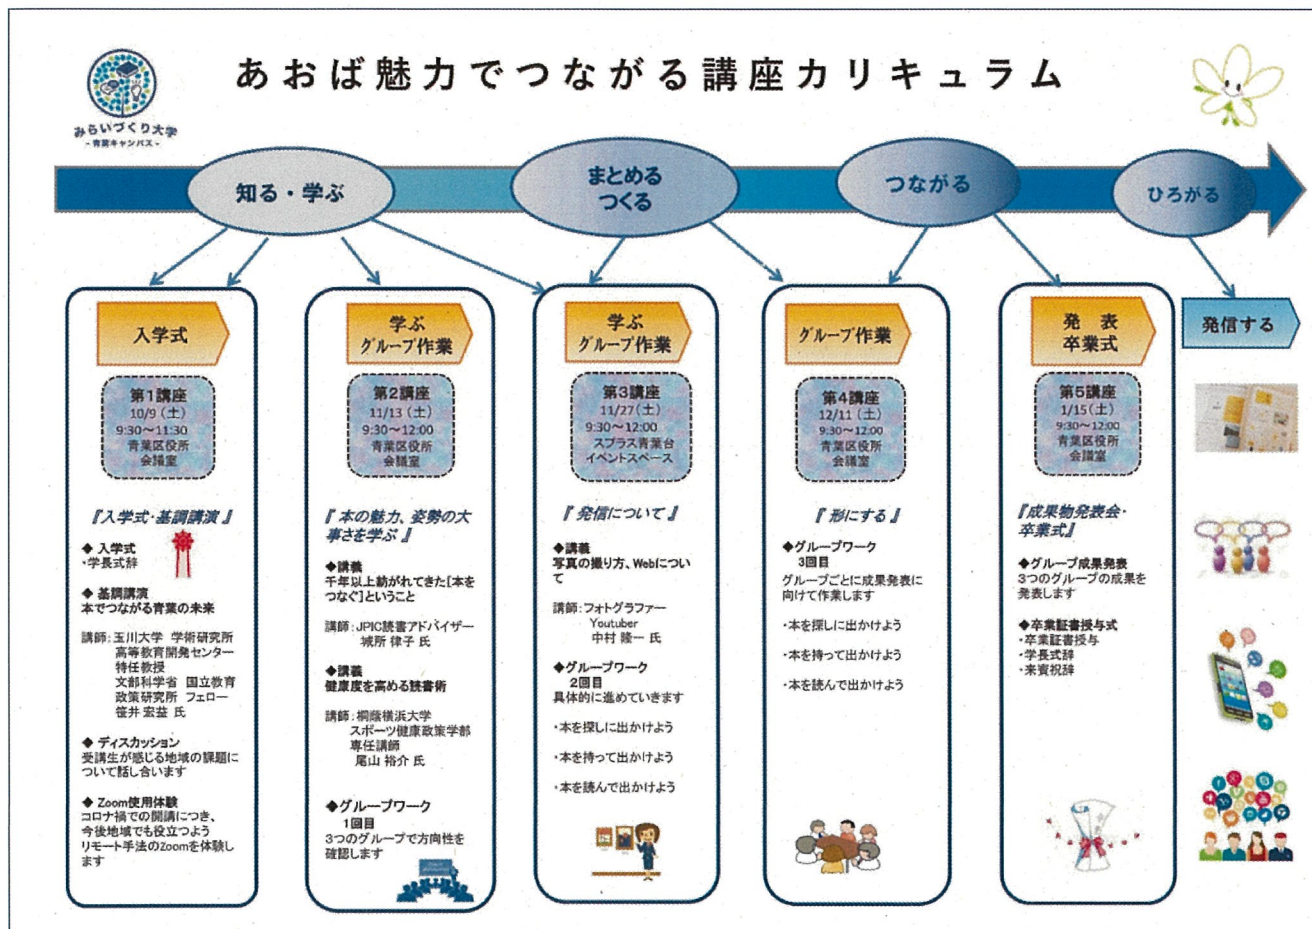 あおば魅力でつながる講座カリキュラム
みらいづくり大学
-青葉キャンパス-
知る・学ぶ
まとめる
つくる
つながる
ひろがる
入学式
第1講座
10/9(土)
9:30~11:30
青葉区役所
会議室
『入学式・基調講演』
◆ 入学式
・学長式辞
◆ 基調講演
本でつながる青葉の未来
講師:玉川大学 学術研究所
高等教育開発センター
特任教授
文部科学省 国立教育
政策研究所 フェロー
笹井 宏益 氏
◆ ディスカッション
受講生が感じる地域の課題に
ついて話し合います
◆ Zoom使用体験
コロナ禍での開講につき、
今後地域でも役立つよう
リモート手法のZoomを体験し
ます
学ぶ
グループ作業
第2講座
11/13(土)
9:30~12:00
青葉区役所
会議室
『本の魅力、姿勢の大
事さを学ぶ』
◆講義
千年以上紡がれてきた[本を
つなぐ]ということ
講師:JPIC読書アドバイザー
城所 律子 氏
◆講義
健康度を高める読書術
講師:桐蔭横浜大学
スポーツ健康政策学部
専任講師
尾山 裕介 氏
◆グループワーク
1回目
3つのグループで方向性を
確認します
学ぶ
グループ作業
第3講座
11/27(土)
9:30~12:00
スプラス青葉台
イベントスペース
『発信について』
◆講義
写真の撮り方、Webについ
て
講師:フォトグラファー
Youtuber
中村 隆一 氏
◆グループワーク
2回目
具体的に進めていきます
・本を探しに出かけよう
・本を持って出かけよう
・本を読んで出かけよう
グループ作業
第4講座
12/11(土)
9:30~12:00
青葉区役所
会議室
『形にする』
◆グループワーク
3回目
グループごとに成果発表に
向けて作業します
・本を探しに出かけよう
・本を持って出かけよう
・本を読んで出かけよう
発 表
卒業式
第5講座
1/15(土)
9:30~12:00
青葉区役所
会議室
『成果物発表会・
卒業式』
◆グループ成果発表
3つのグループの成果を
発表します
◆卒業証書授与式
・卒業証書授与
・学長式辞
・来賓祝辞
発信する